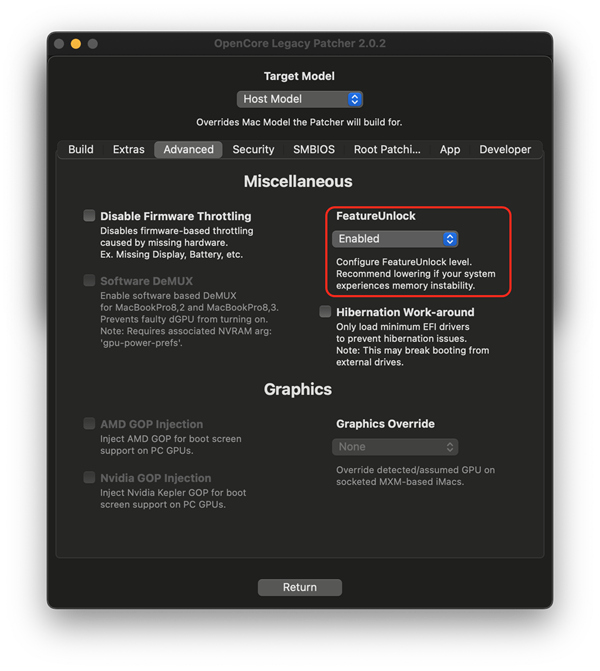 OpenCore Legacy Patcher 2.0.2
Target Model
Host Model
Overrides Mac Model the Patcher will build for.
Build Extras Advanced Security SMBIOS Root Patchi... App Developer
Miscellaneous
Disable Firmware Throttling
Disables firmware-based throttling
caused by missing hardware.
Ex. Missing Display, Battery, etc.
Software DeMUX
Enable software based DeMUX
for MacBookPro8,2 and MacBookPro8,3.
Prevents faulty dGPU from turning on.
Note: Requires associated NVRAM arg:
'gpu-power-prefs'.
FeatureUnlock
Enabled
Configure FeatureUnlock level.
Recommend lowering if your system
experiences memory instability.
Hibernation Work-around
Only load minimum EFI drivers
to prevent hibernation issues.
Note: This may break booting from
external drives.
Graphics
AMD GOP Injection
Inject AMD GOP for boot screen
support on PC GPUs.
Nvidia GOP Injection
Inject Nvidia Kepler GOP for boot
screen support on PC GPUs.
Graphics Override
None
Override detected/assumed GPU on
socketed MXM-based iMacs.
Return